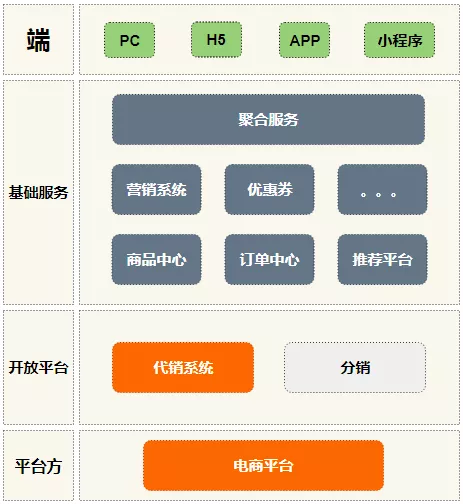 端
PC
H5
APP
小程序
基础服务
聚合服务
营销系统
优惠券
。。。
商品中心
订单中心
推荐平台
开放平台
代销系统
分销
平台方
电商平台